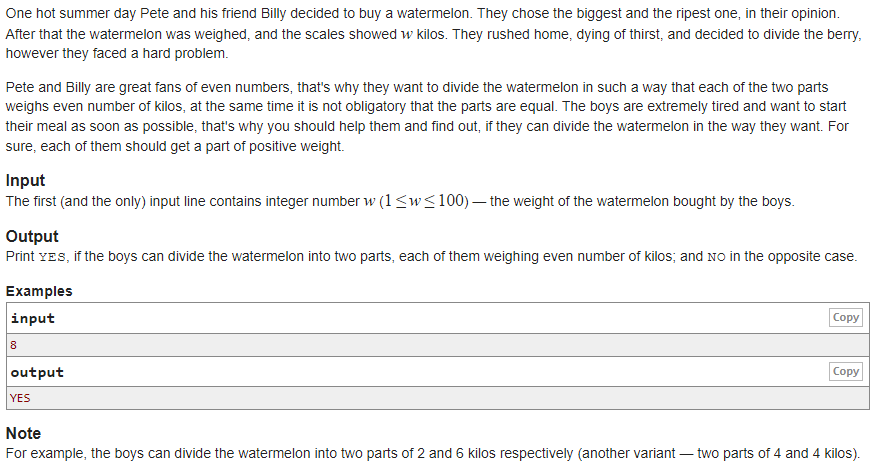 One hot summer day Pete and his friend Billy decided to buy a watermelon. They chose the biggest and the ripest one, in their opinion.
After that the watermelon was weighed, and the scales showed w kilos. They rushed home, dying of thirst, and decided to divide the berry,
however they faced a hard problem.
Pete and Billy are great fans of even numbers, that's why they want to divide the watermelon in such a way that each of the two parts
weighs even number of kilos, at the same time it is not obligatory that the parts are equal. The boys are extremely tired and want to start
their meal as soon as possible, that's why you should help them and find out, if they can divide the watermelon in the way they want. For
sure, each of them should get a part of positive weight.
Input
The first (and the only) input line contains integer number w (1 ≤ w ≤ 100) — the weight of the watermelon bought by the boys.
Output
Print YES, if the boys can divide the watermelon into two parts, each of them weighing even number of kilos; and NO in the opposite case.
Examples
input Copy
8
output Copy
YES
Note
For example, the boys can divide the watermelon into two parts of 2 and 6 kilos respectively (another variant — two parts of 4 and 4 kilos).